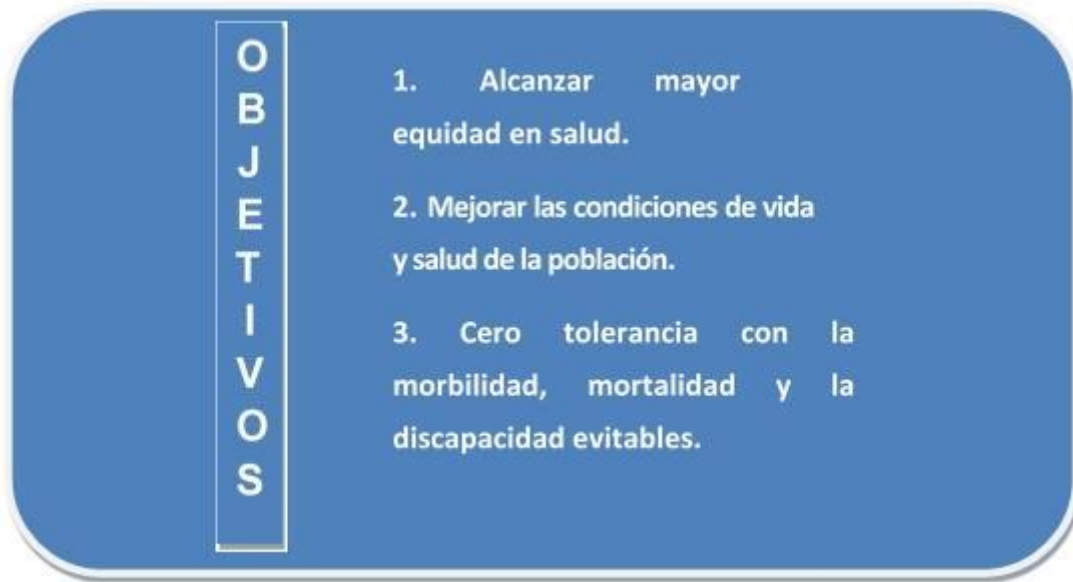 OBJETIVOS
1. Alcanzar mayor
equidad en salud.
2. Mejorar las condiciones de vida
y salud de la población.
3. Cero tolerancia con la
morbilidad, mortalidad y la
discapacidad evitables.